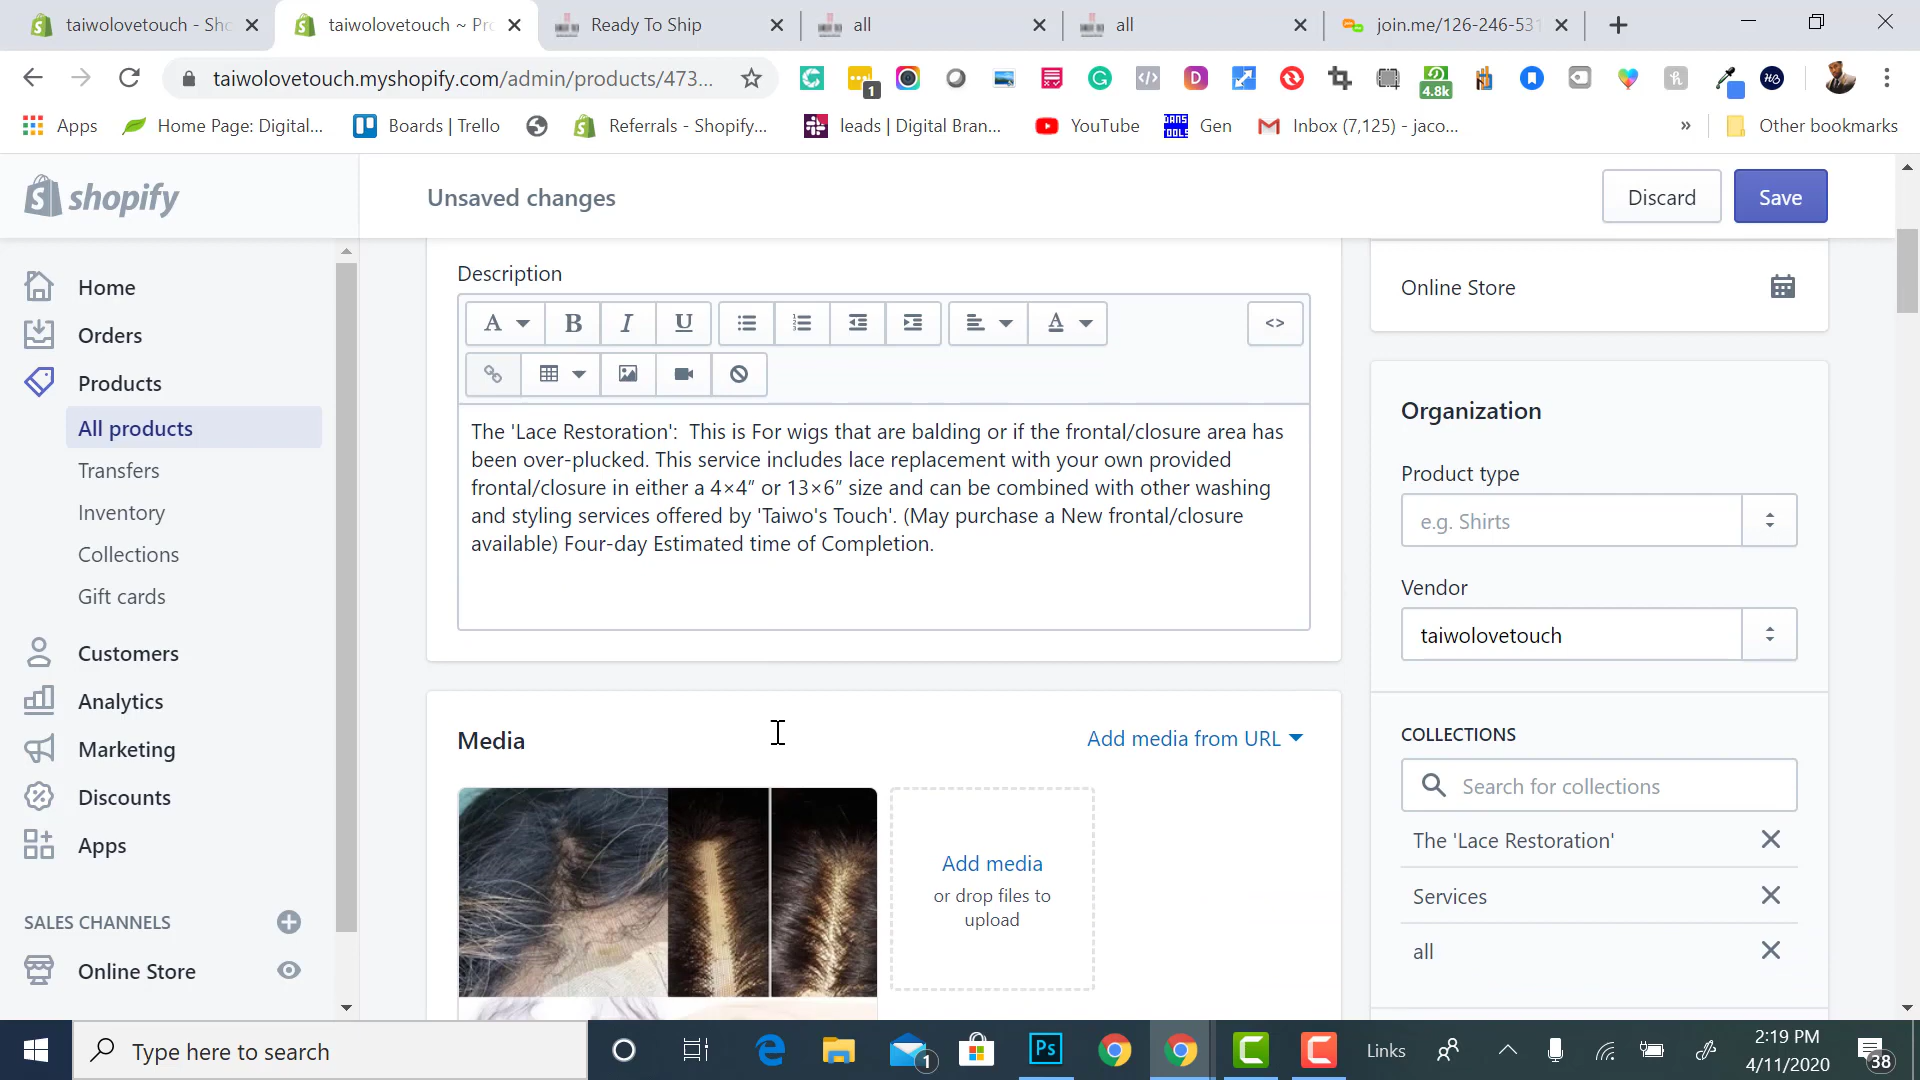 taiwolovetouch - Sho
taiwolovetouch ~ Pro
Ready To Ship
all
all
join.me/126-246-531
taiwolovetouch.myshopify.com/admin/products/473...
1
4.8k
Apps
Home Page: Digital...
Boards | Trello
Referrals - Shopify...
leads | Digital Bran...
YouTube
Gen
Inbox (7,125) - jaco...
»
Other bookmarks
shopify
Unsaved changes
Discard
Save
Home
Orders
Products
All products
Transfers
Inventory
Collections
Gift cards
Customers
Analytics
Marketing
Discounts
Apps
SALES CHANNELS
Online Store
Description
A
B
I
U
A
<>
The 'Lace Restoration':  This is For wigs that are balding or if the frontal/closure area has
been over-plucked. This service includes lace replacement with your own provided
frontal/closure in either a 4×4” or 13×6” size and can be combined with other washing
and styling services offered by 'Taiwo's Touch'. (May purchase a New frontal/closure
available) Four-day Estimated time of Completion.
Media
Add media from URL
Add media
or drop files to
upload
Online Store
Organization
Product type
e.g. Shirts
Vendor
taiwolovetouch
COLLECTIONS
Search for collections
The 'Lace Restoration'
Services
all
Type here to search
1
Ps
Links
2:19 PM
4/11/2020
38